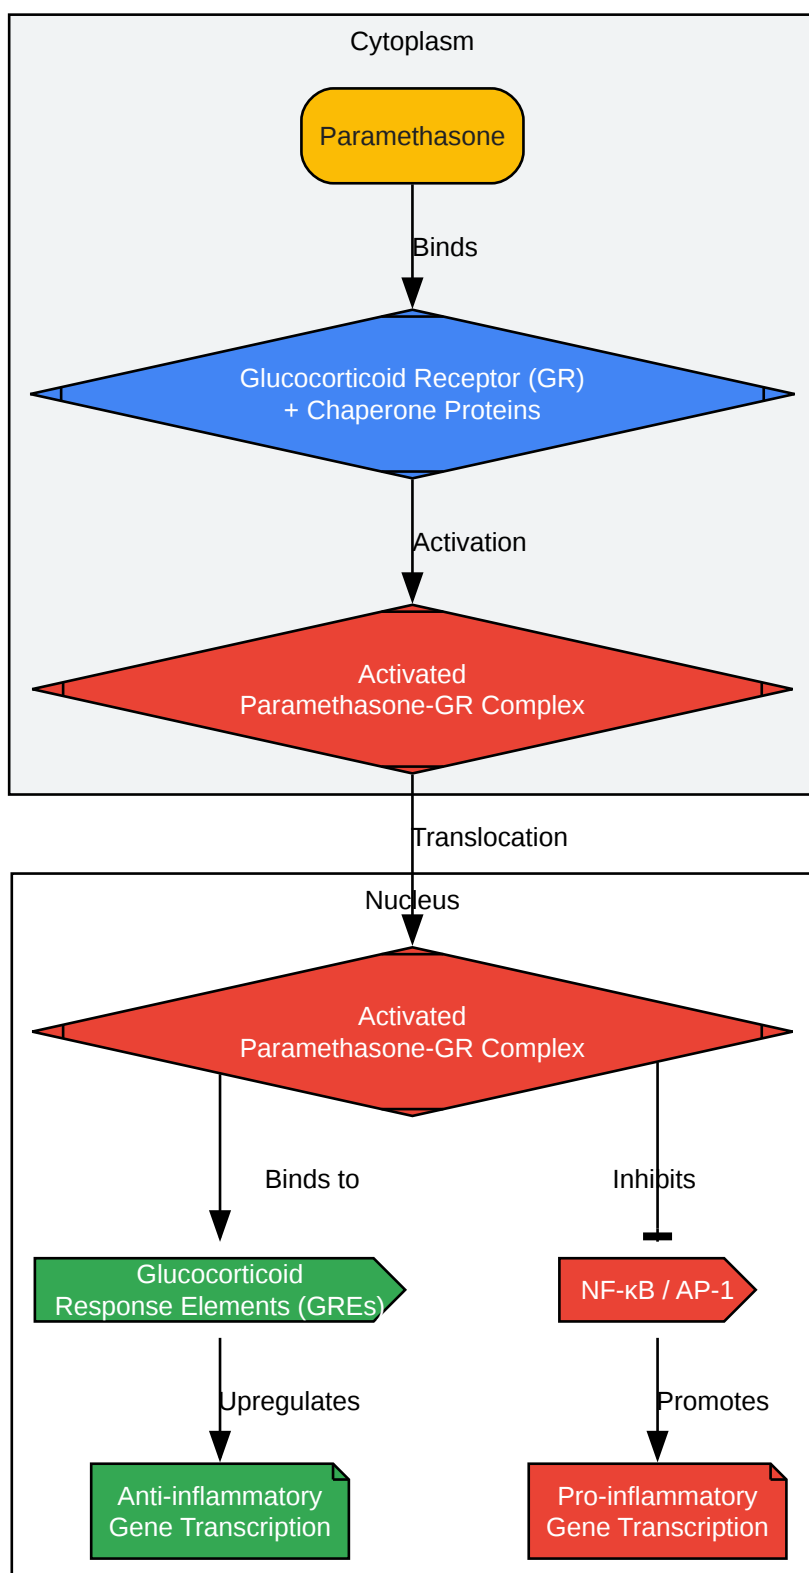 Cytoplasm
Paramethasone
Binds
Glucocorticoid Receptor (GR)
+ Chaperone Proteins
Activation
Activated
Paramethasone-GR Complex
Translocation
Nucleus
Activated
Paramethasone-GR Complex
Binds to
Inhibits
Glucocorticoid
Response Elements (GREs)
NF-κB / AP-1
Upregulates
Promotes
Anti-inflammatory
Gene Transcription
Pro-inflammatory
Gene Transcription